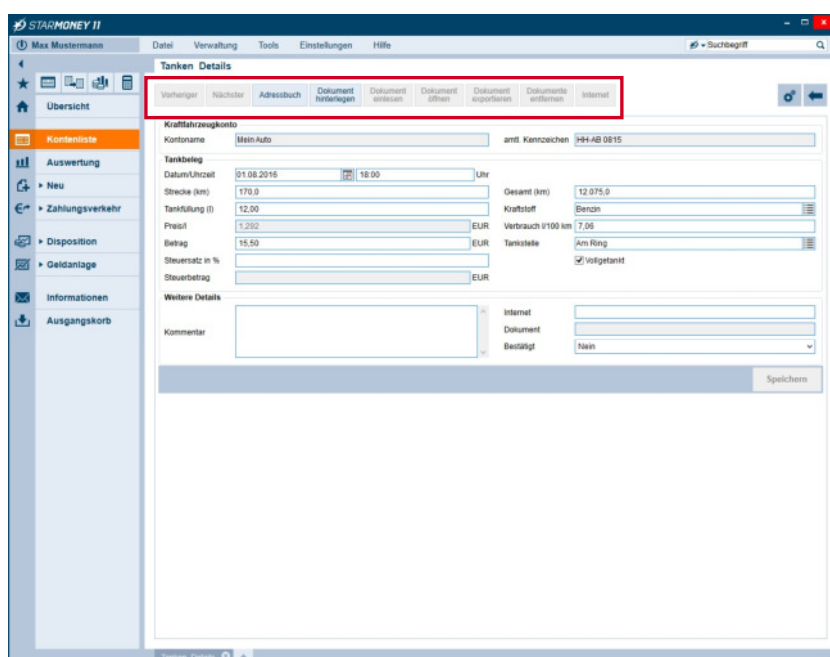 STARMONEY 11
Max Mustermann Datei Verwaltung Tools Einstellungen Hilfe Suchbegriff
Tanken Details
Vorheriger Nächster Adressbuch Dokument hinterlegen Dokument einlesen Dokument öffnen Dokument exportieren Dokumente entfernen Internet
Übersicht
Kontenliste
Auswertung
Neu
Zahlungsverkehr
Disposition
Geldanlage
Informationen
Ausgangskorb
Kraftfahrzeugkonto
Kontoname Mein Auto amtl. Kennzeichen HH-AB 0815
Tankbeleg
Datum/Uhrzeit 01.08.2016 18:00 Uhr
Strecke (km) 170,0 Gesamt (km) 12.075,0
Tankfüllung (l) 12,00 Kraftstoff Benzin
Preis/l 1,292 EUR Verbrauch l/100 km 7,06
Betrag 15,50 EUR Tankstelle Am Ring
Steuersatz in % Vollgetankt
Steuerbetrag EUR
Weitere Details
Internet
Kommentar Dokument
Bestätigt Nein
Speichern
Tanken Details